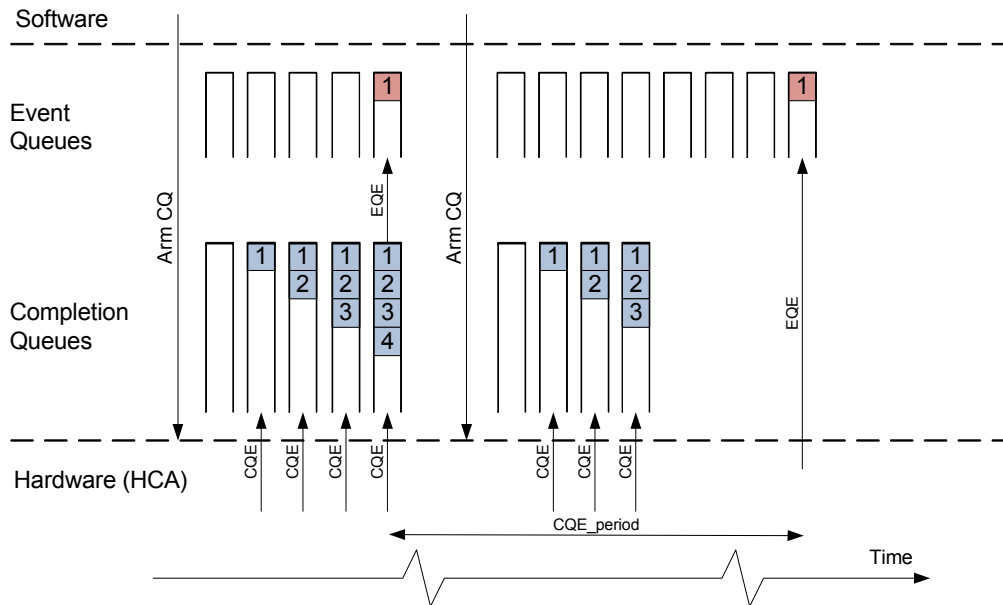 Software
Event
Queues
1
1
Arm CQ
EQE
Arm CQ
EQE
Completion
Queues
1 1 1 1
2 2 2
3 3
4
1 1 1
2 2
3
CQE CQE CQE CQE
CQE CQE CQE
Hardware (HCA)
CQE_period
Time